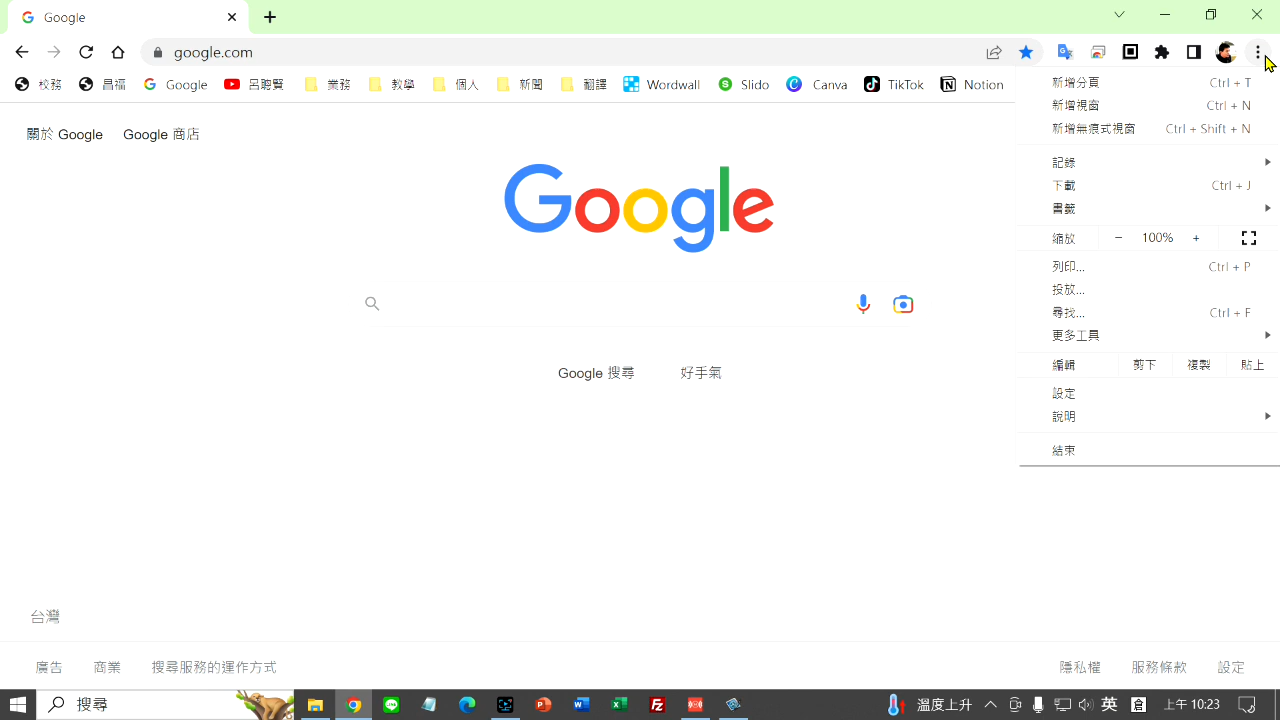 Google
google.com
校務 昌福 Google 呂聰賢 業務 教學 個人 新聞 翻譯 Wordwall Slido Canva TikTok Notion
關於 Google Google 商店
Google
Google 搜尋 好手氣
新增分頁 Ctrl + T
新增視窗 Ctrl + N
新增無痕式視窗 Ctrl + Shift + N
記錄
下載 Ctrl + J
書籤
縮放 − 100% +
列印... Ctrl + P
投放...
尋找... Ctrl + F
更多工具
編輯 剪下 複製 貼上
設定
說明
結束
台灣
廣告 商業 搜尋服務的運作方式 隱私權 服務條款 設定
搜尋 溫度上升 英 上午 10:23